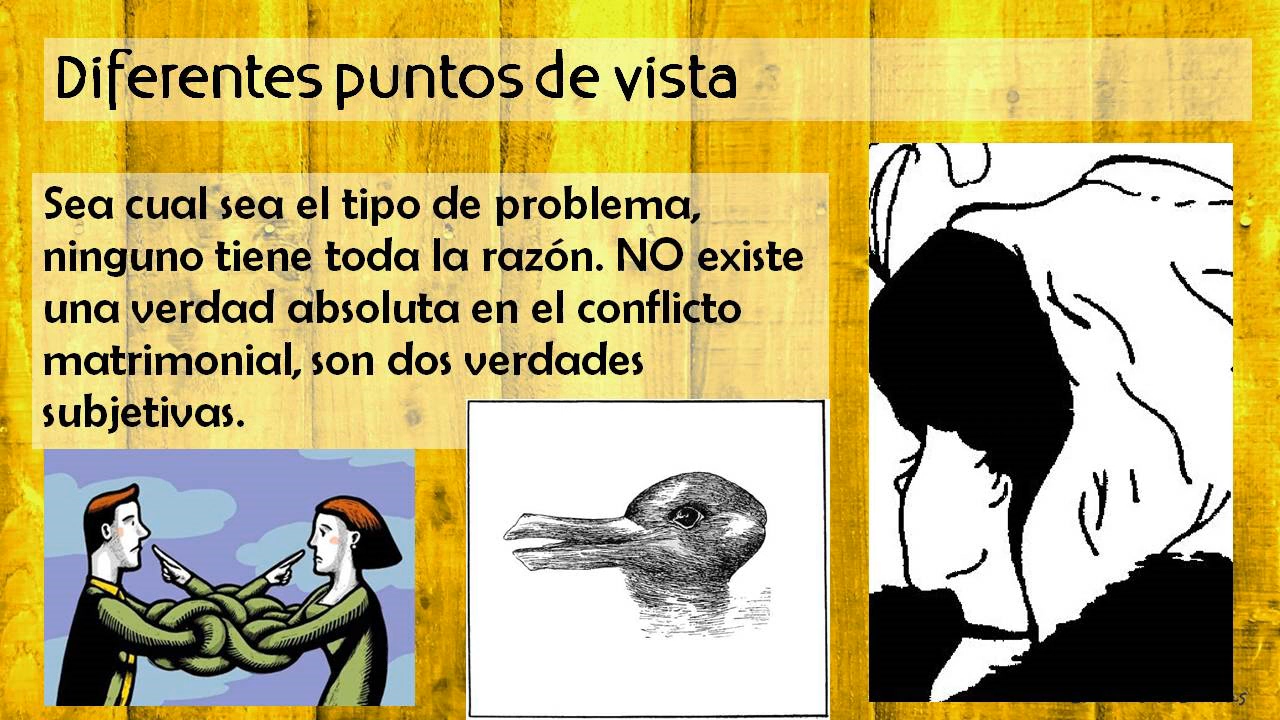 Diferentes puntos de vista
Sea cual sea el tipo de problema,
ninguno tiene toda la razón. NO existe
una verdad absoluta en el conflicto
matrimonial, son dos verdades
subjetivas.